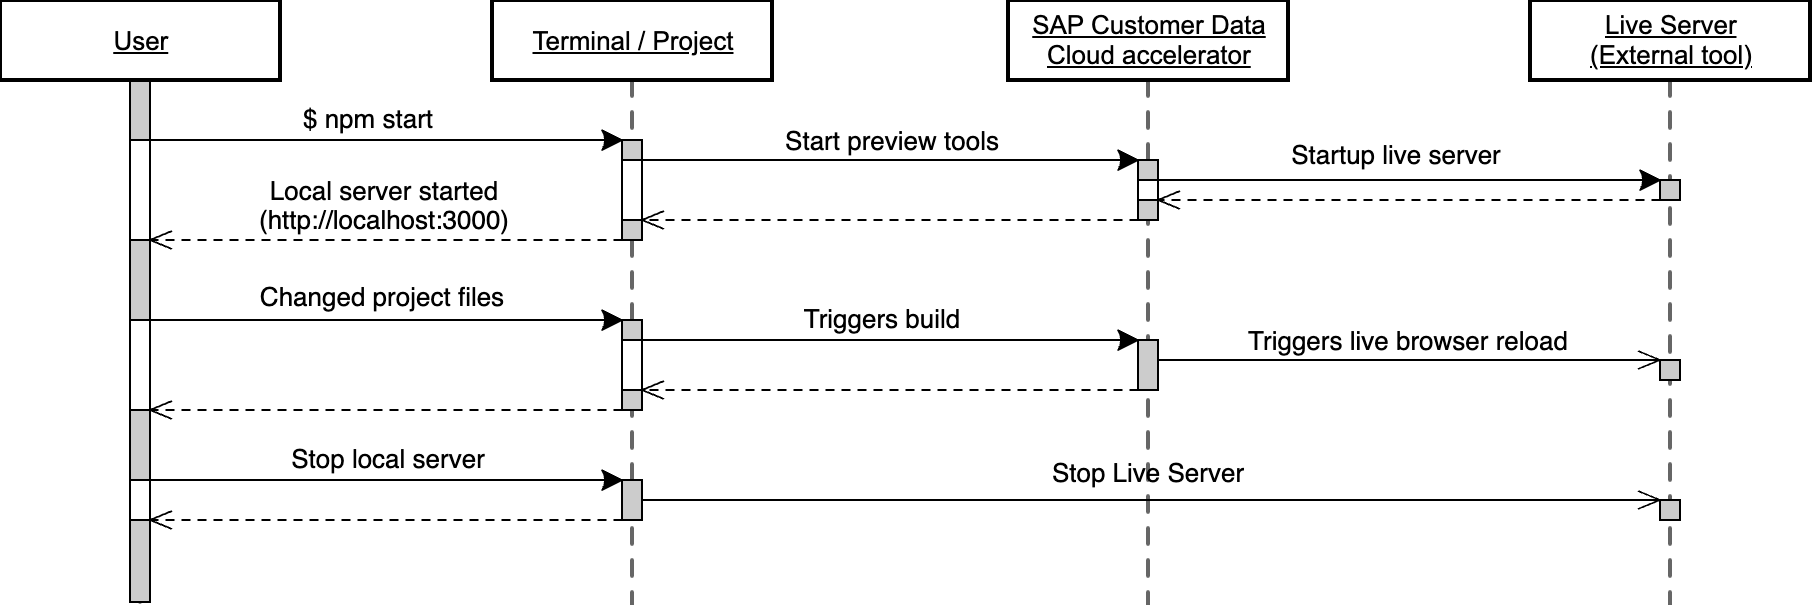 User
Terminal / Project
SAP Customer Data
Cloud accelerator
Live Server
(External tool)
$ npm start
Start preview tools
Startup live server
Local server started
(http://localhost:3000)
Changed project files
Triggers build
Triggers live browser reload
Stop local server
Stop Live Server